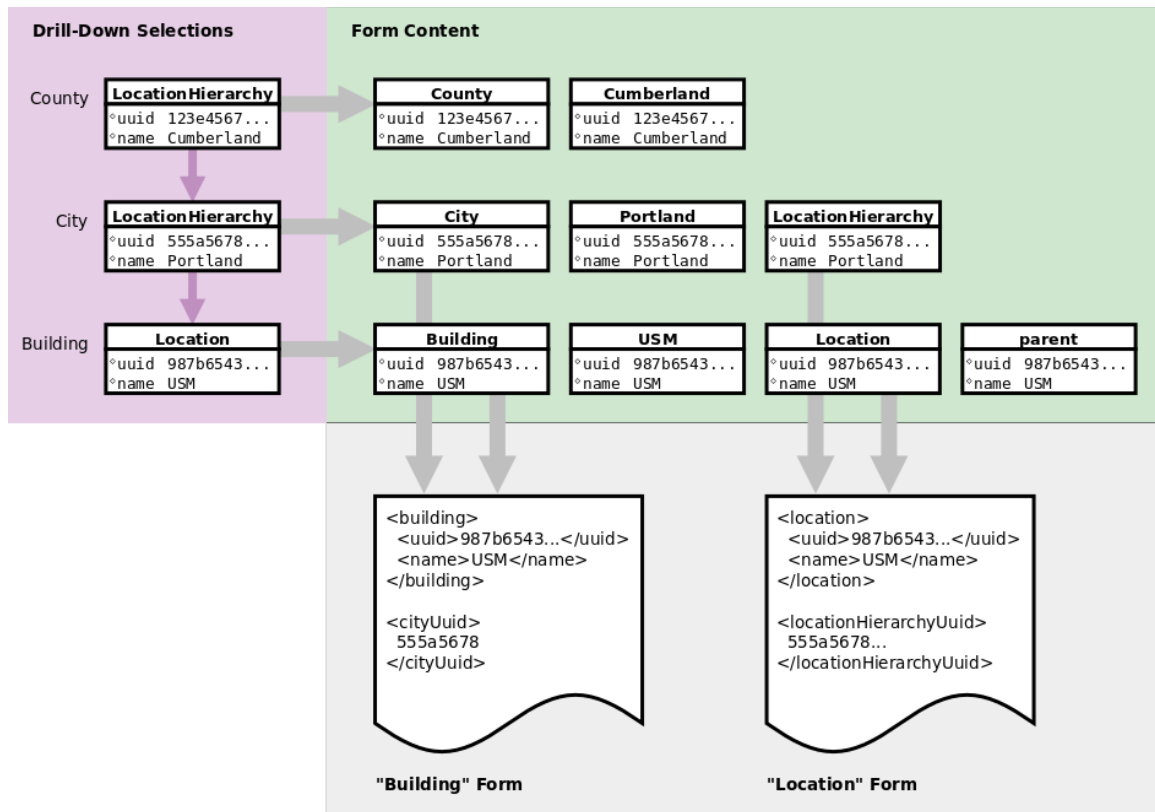 Drill-Down Selections
Form Content
County
LocationHierarchy
◇uuid 123e4567...
◇name Cumberland
County
◇uuid 123e4567...
◇name Cumberland
Cumberland
◇uuid 123e4567...
◇name Cumberland
City
LocationHierarchy
◇uuid 555a5678...
◇name Portland
City
◇uuid 555a5678...
◇name Portland
Portland
◇uuid 555a5678...
◇name Portland
LocationHierarchy
◇uuid 555a5678...
◇name Portland
Building
Location
◇uuid 987b6543...
◇name USM
Building
◇uuid 987b6543...
◇name USM
USM
◇uuid 987b6543...
◇name USM
Location
◇uuid 987b6543...
◇name USM
parent
◇uuid 987b6543...
◇name USM
<building>
<uuid>987b6543...</uuid>
<name>USM</name>
</building>
<cityUuid>
555a5678
</cityUuid>
"Building" Form
<location>
<uuid>987b6543...</uuid>
<name>USM</name>
</location>
<locationHierarchyUuid>
555a5678...
</locationHierarchyUuid>
"Location" Form